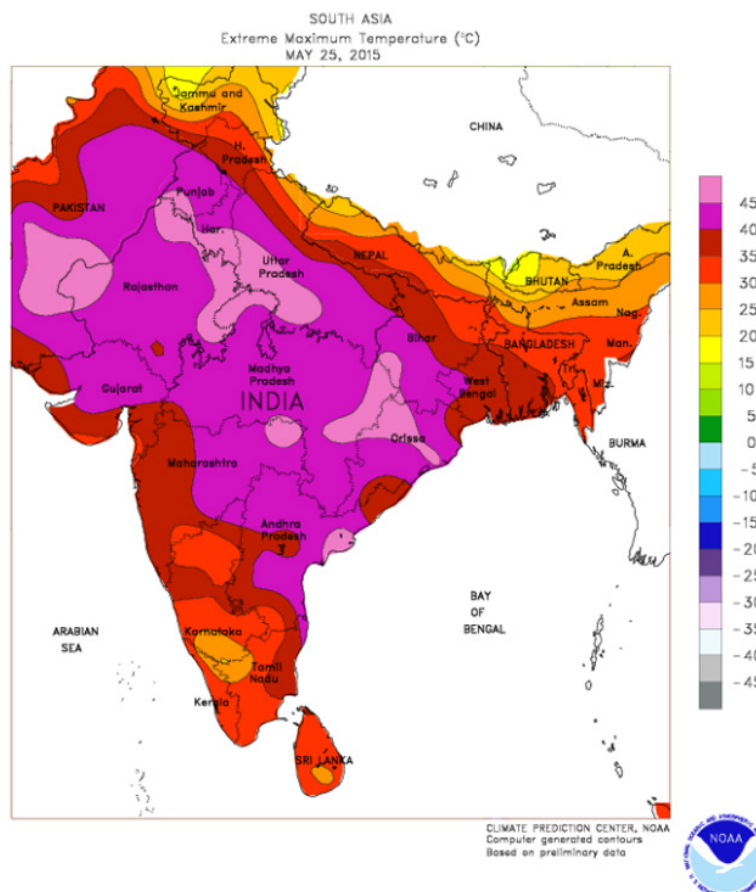 SOUTH ASIA
Extreme Maximum Temperature (°C)
MAY 25, 2015
Jammu and
Kashmir
CHINA
H.
Pradesh
Punjab
PAKISTAN
Har.
Uttar
Pradesh
NEPAL
A.
Pradesh
BHUTAN
Rajasthan
Assam
Nag.
Bihar
BANGLADESH
Man.
Madhya
Pradesh
Tri.
Miz.
Gujarat
West
Bengal
INDIA
Orissa
BURMA
Maharashtra
Andhra
Pradesh
BAY
OF
BENGAL
ARABIAN
SEA
Karnataka
Tamil
Nadu
Kerala
SRI LANKA
45
40
35
30
25
20
15
10
5
0
-5
-10
-15
-20
-25
-30
-35
-40
-45
CLIMATE PREDICTION CENTER, NOAA
Computer generated contours
Based on preliminary data
NOAA